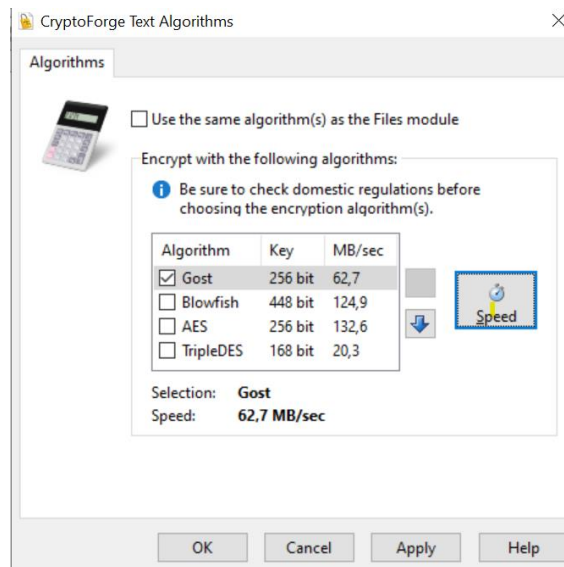 CryptoForge Text Algorithms
Algorithms
Use the same algorithm(s) as the Files module
Encrypt with the following algorithms:
Be sure to check domestic regulations before
choosing the encryption algorithm(s).
Algorithm Key MB/sec
Gost 256 bit 62,7
Blowfish 448 bit 124,9
AES 256 bit 132,6
TripleDES 168 bit 20,3
Speed
Selection: Gost
Speed: 62,7 MB/sec
OK Cancel Apply Help